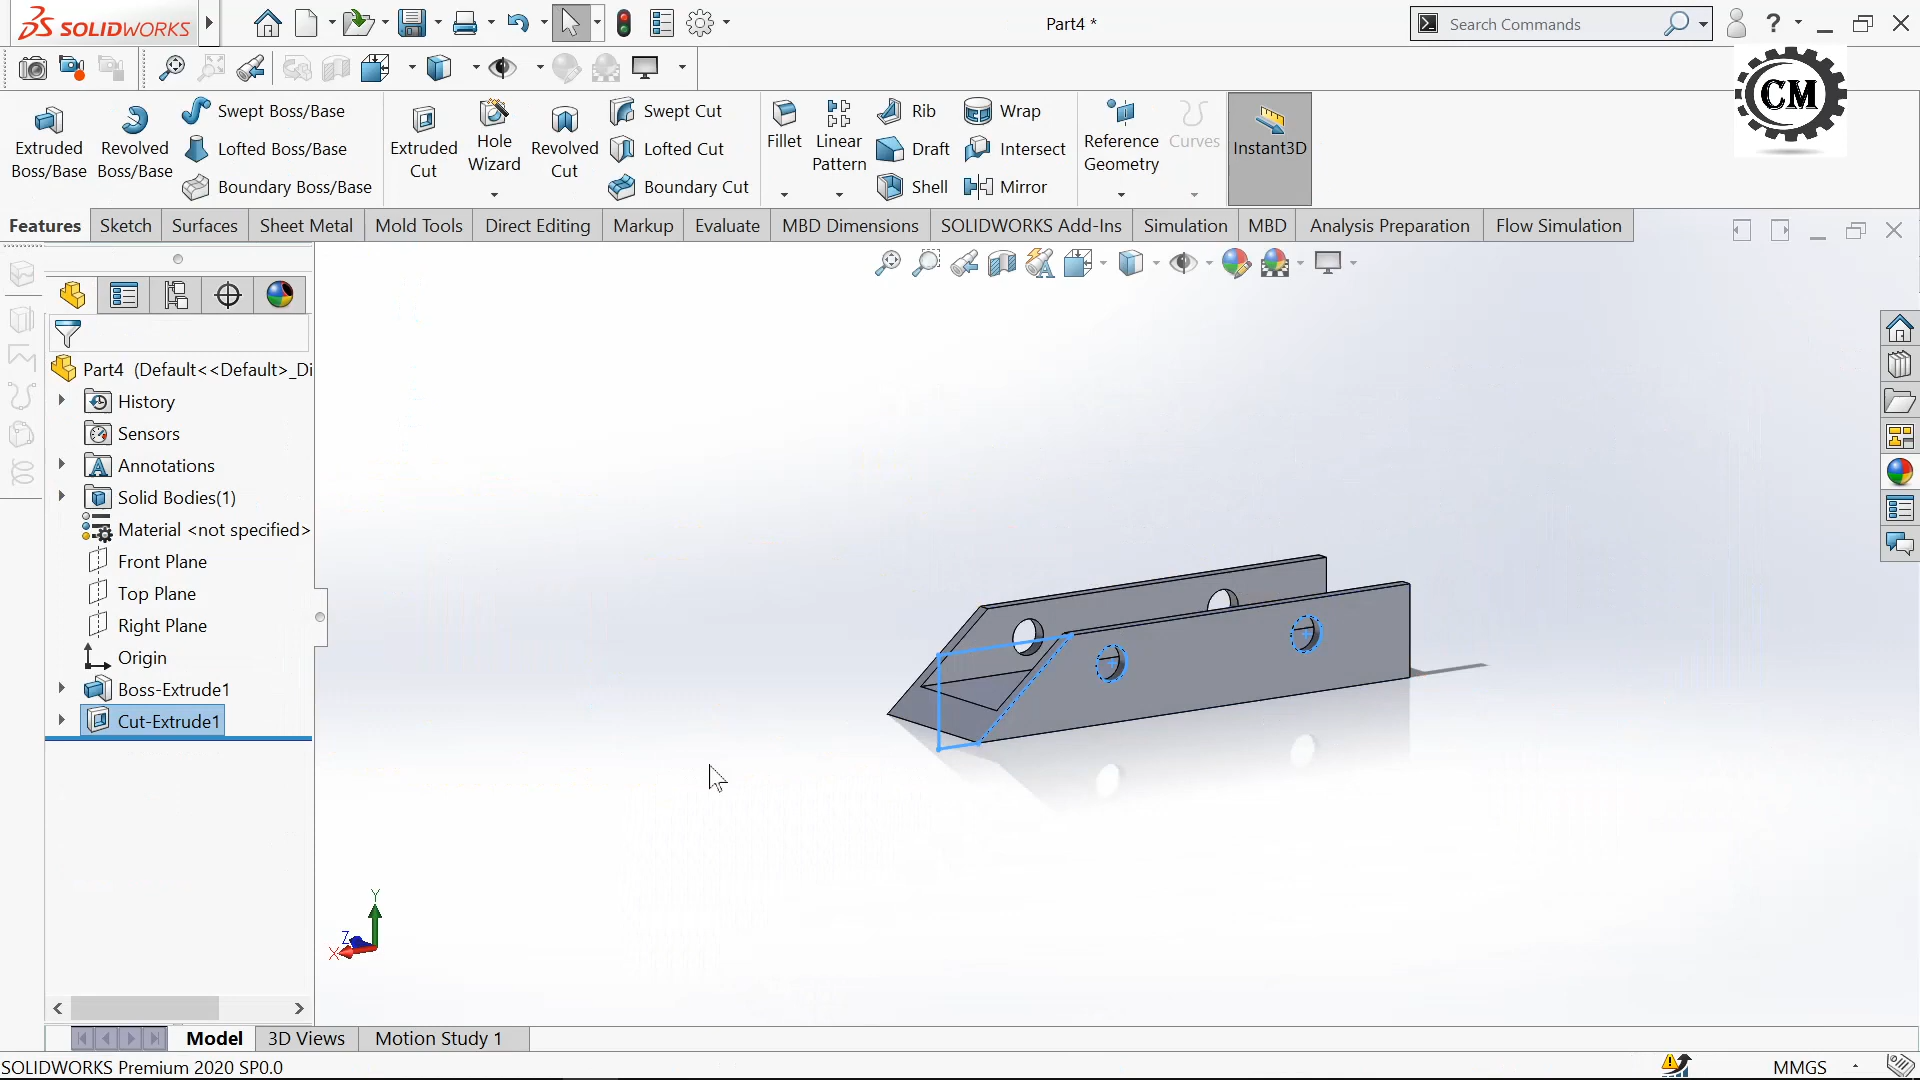 SOLIDWORKS
Part4 *
Search Commands
?
CM
Extruded Boss/Base
Revolved Boss/Base
Swept Boss/Base
Lofted Boss/Base
Boundary Boss/Base
Extruded Cut
Hole Wizard
Revolved Cut
Swept Cut
Lofted Cut
Boundary Cut
Fillet
Linear Pattern
Rib
Draft
Shell
Wrap
Intersect
Mirror
Reference Geometry
Curves
Instant3D
Features
Sketch
Surfaces
Sheet Metal
Mold Tools
Direct Editing
Markup
Evaluate
MBD Dimensions
SOLIDWORKS Add-Ins
Simulation
MBD
Analysis Preparation
Flow Simulation
Part4 (Default<<Default>_Di
History
Sensors
Annotations
Solid Bodies(1)
Material <not specified>
Front Plane
Top Plane
Right Plane
Origin
Boss-Extrude1
Cut-Extrude1
Y
Z
X
Model
3D Views
Motion Study 1
SOLIDWORKS Premium 2020 SP0.0
MMGS